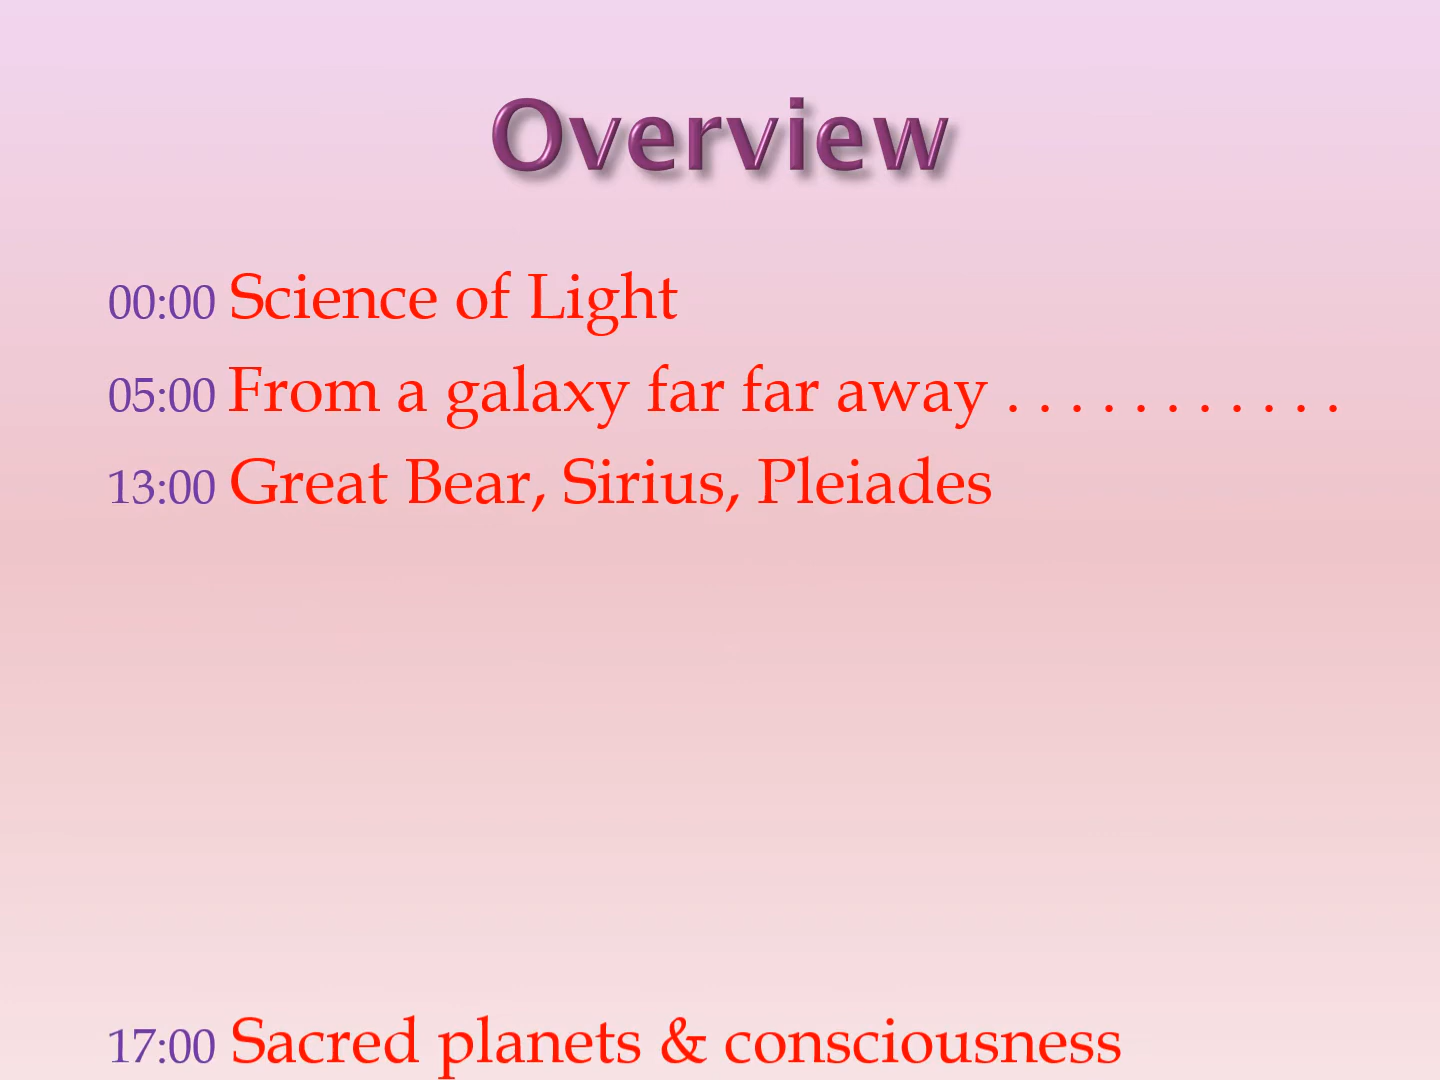 Overview
00:00 Science of Light
05:00 From a galaxy far far away . . . . . . . . . . .
13:00 Great Bear, Sirius, Pleiades
17:00 Sacred planets & consciousness